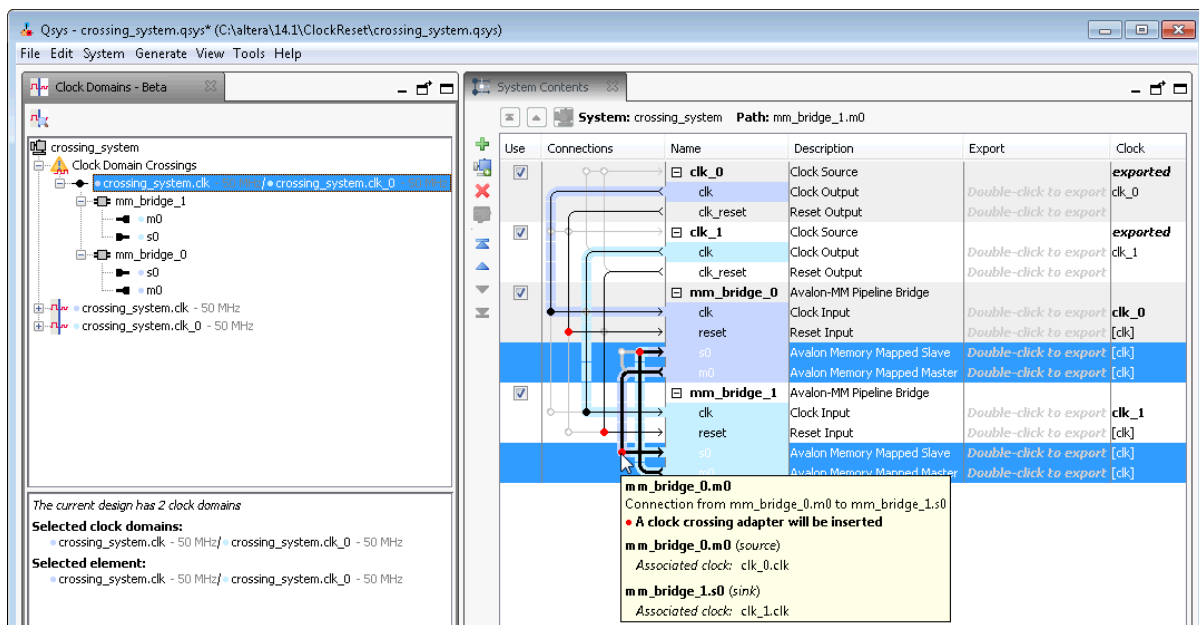 Qsys - crossing_system.qsys* (C:\altera\14.1\ClockReset\crossing_system.qsys)
File Edit System Generate View Tools Help
Clock Domains - Beta
crossing_system
Clock Domain Crossings
crossing_system.clk - 50 MHz / crossing_system.clk_0 - 50 MHz
mm_bridge_1
m0
s0
mm_bridge_0
s0
m0
crossing_system.clk - 50 MHz
crossing_system.clk_0 - 50 MHz
The current design has 2 clock domains
Selected clock domains:
crossing_system.clk - 50 MHz/ crossing_system.clk_0 - 50 MHz
Selected element:
crossing_system.clk - 50 MHz/ crossing_system.clk_0 - 50 MHz
System Contents
System: crossing_system Path: mm_bridge_1.m0
Use Connections Name Description Export Clock
clk_0 Clock Source exported
clk Clock Output Double-click to export clk_0
clk_reset Reset Output Double-click to export
clk_1 Clock Source exported
clk Clock Output Double-click to export clk_1
clk_reset Reset Output Double-click to export
mm_bridge_0 Avalon-MM Pipeline Bridge
clk Clock Input Double-click to export clk_0
reset Reset Input Double-click to export [clk]
s0 Avalon Memory Mapped Slave Double-click to export [clk]
m0 Avalon Memory Mapped Master Double-click to export [clk]
mm_bridge_1 Avalon-MM Pipeline Bridge
clk Clock Input Double-click to export clk_1
reset Reset Input Double-click to export [clk]
s0 Avalon Memory Mapped Slave Double-click to export [clk]
m0 Avalon Memory Mapped Master Double-click to export [clk]
mm_bridge_0.m0
Connection from mm_bridge_0.m0 to mm_bridge_1.s0
• A clock crossing adapter will be inserted
mm_bridge_0.m0 (source)
Associated clock: clk_0.clk
mm_bridge_1.s0 (sink)
Associated clock: clk_1.clk